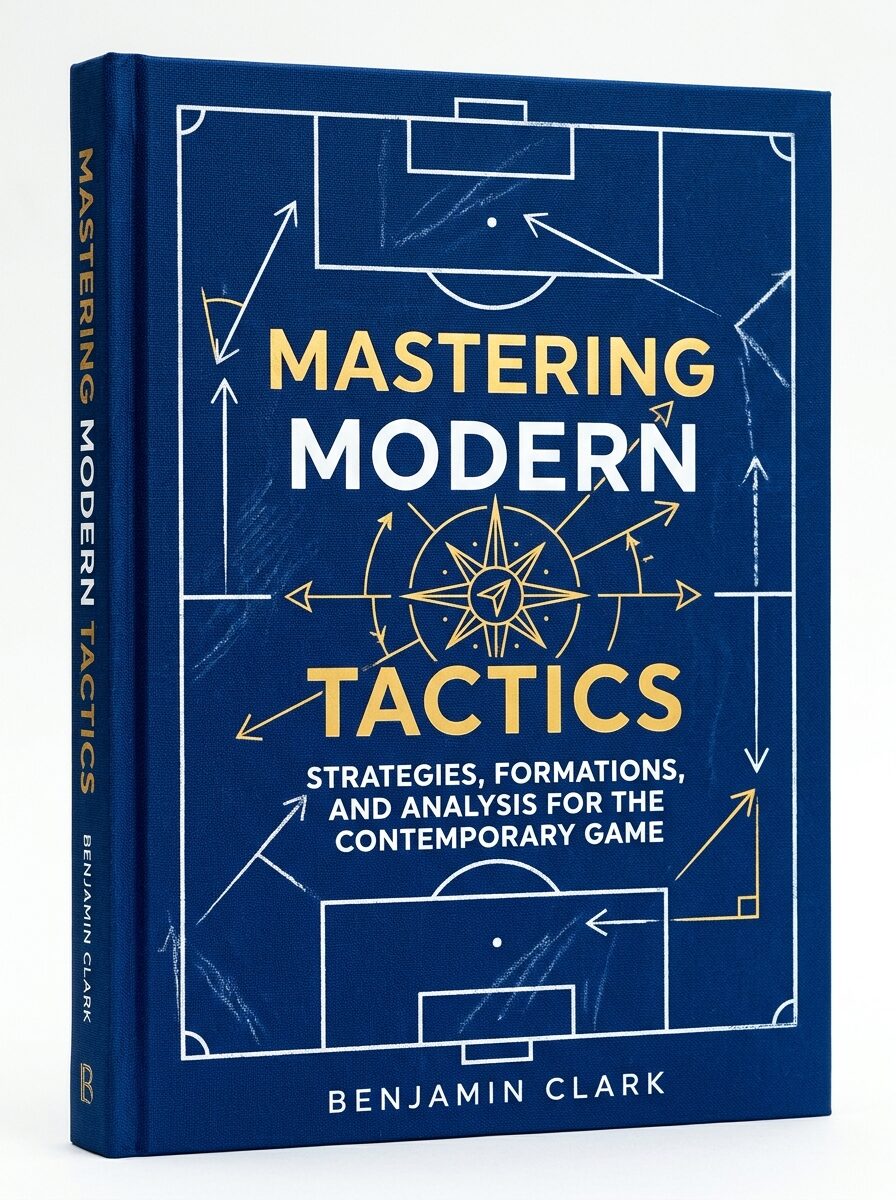 MASTERING
MODERN
TACTICS
STRATEGIES, FORMATIONS,
AND ANALYSIS FOR THE
CONTEMPORARY GAME
BENJAMIN CLARK
MASTERING MODERN TACTICS
BENJAMIN CLARK